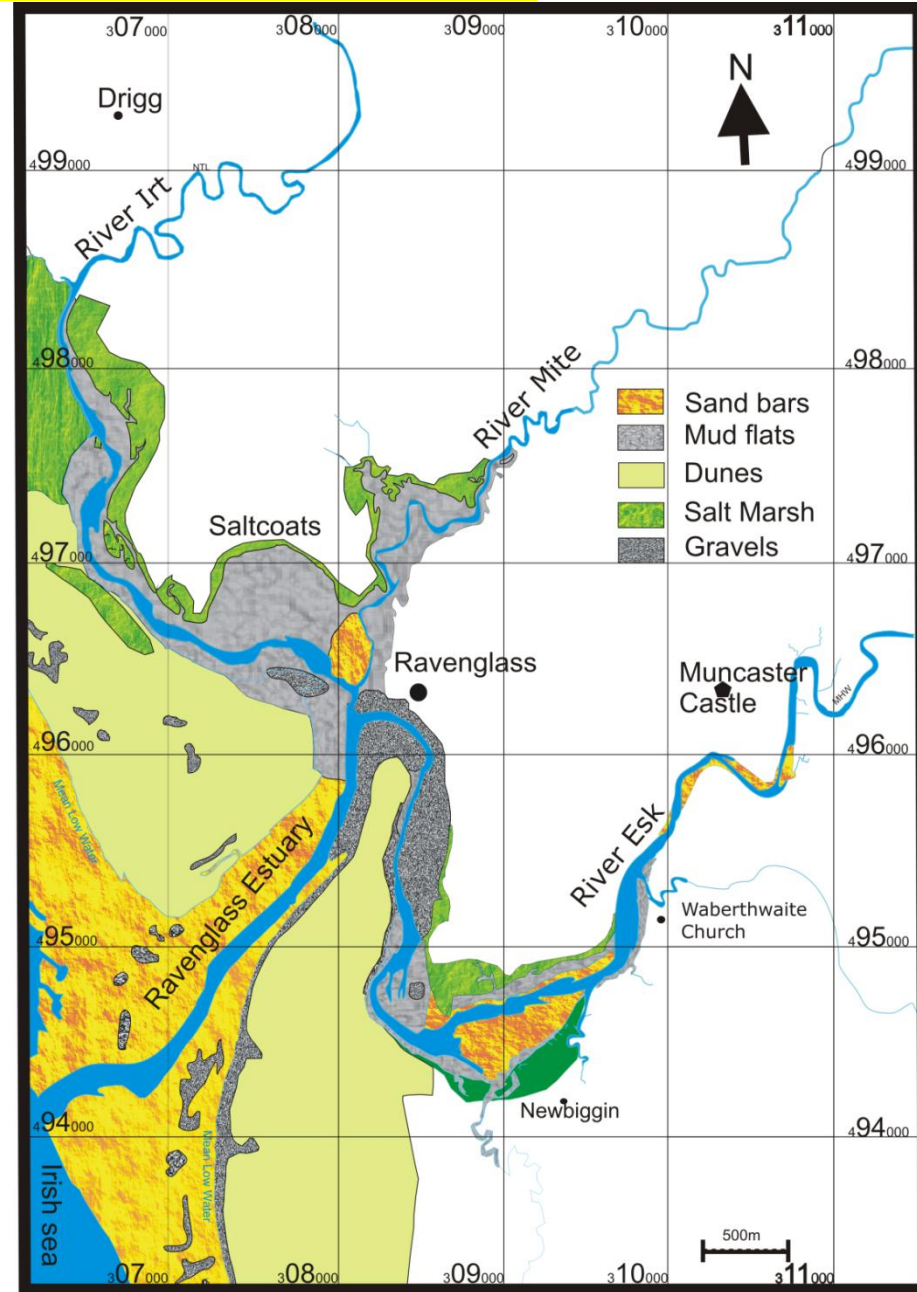 307000 308000 309000 310000 311000
N
Drigg
499000 499000
NTL
River Irt
498000 498000
River Mite
Sand bars
Mud flats
Dunes
Salt Marsh
Gravels
Saltcoats
497000 497000
Ravenglass
Muncaster
Castle
MHW
496000 496000
Mean Low Water
Ravenglass Estuary
River Esk
Waberthwaite
Church
495000 495000
Newbiggin
494000 494000
Mean Low Water
Irish sea
500m
307000 308000 309000 310000 311000